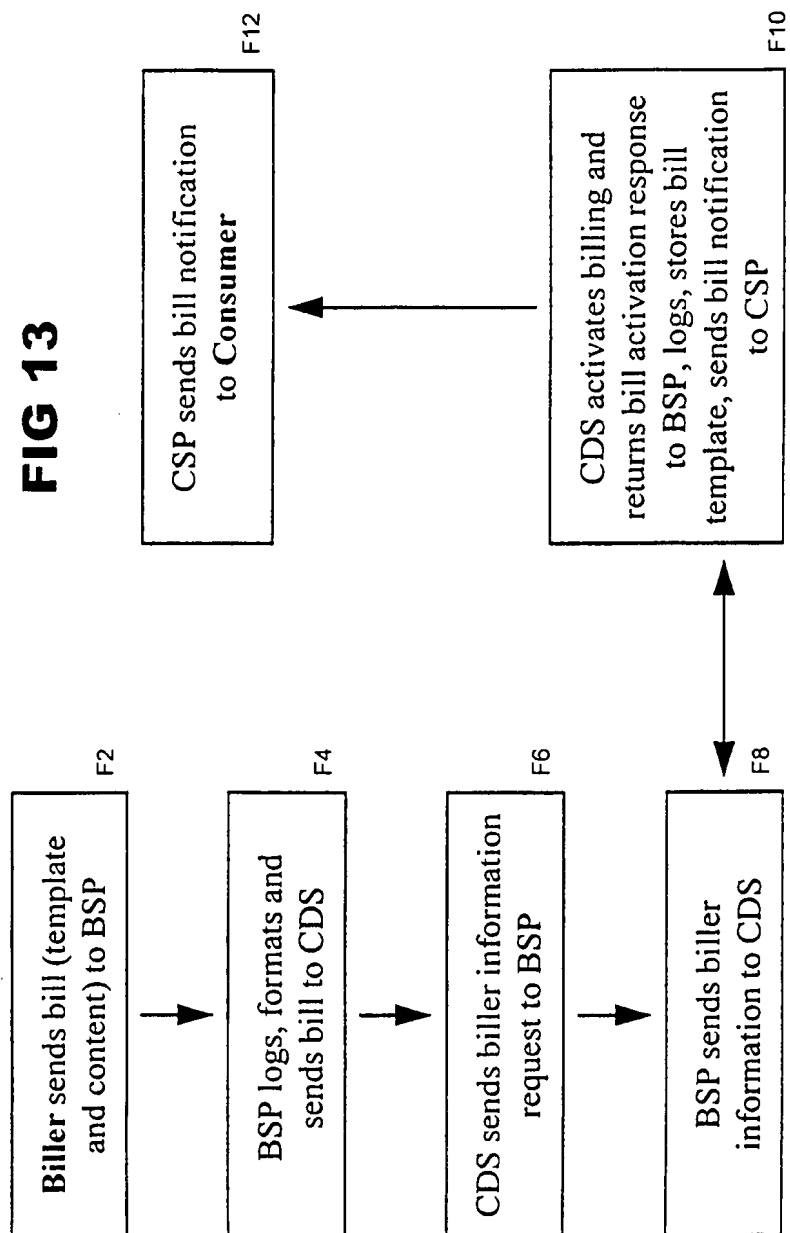 FIG 13
Biller sends bill (template
and content) to BSP
F2
BSP logs, formats and
sends bill to CDS
F4
CDS sends biller information
request to BSP
F6
BSP sends biller
information to CDS
F8
CDS activates billing and
returns bill activation response
to BSP, logs, stores bill
template, sends bill notification
to CSP
F10
CSP sends bill notification
to Consumer
F12